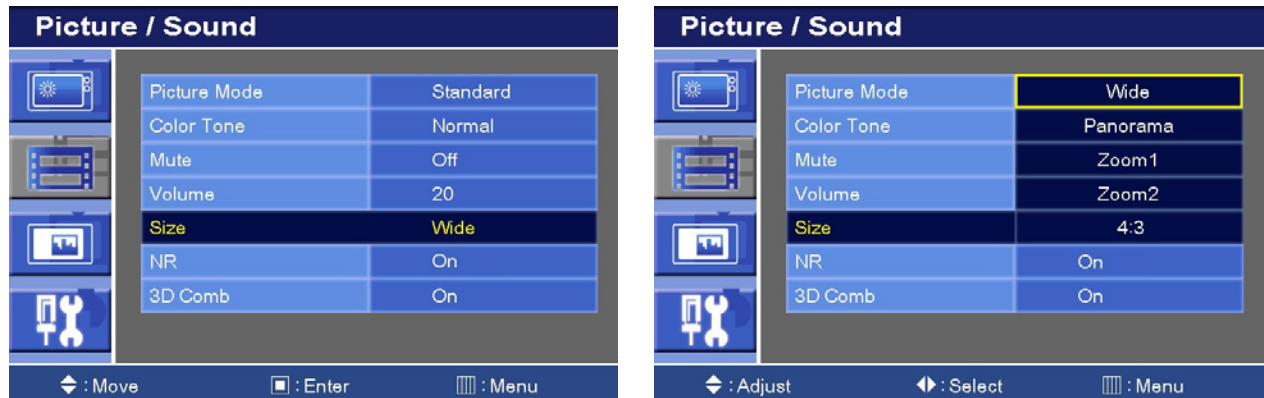 Picture / Sound
Picture Mode Standard
Color Tone Normal
Mute Off
Volume 20
Size Wide
NR On
3D Comb On
: Move : Enter : Menu
Picture / Sound
Picture Mode Wide
Color Tone Panorama
Mute Zoom1
Volume Zoom2
Size 4:3
NR On
3D Comb On
: Adjust : Select : Menu